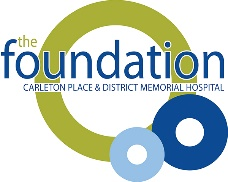 the
foundation
CARLETON PLACE & DISTRICT MEMORIAL HOSPITAL